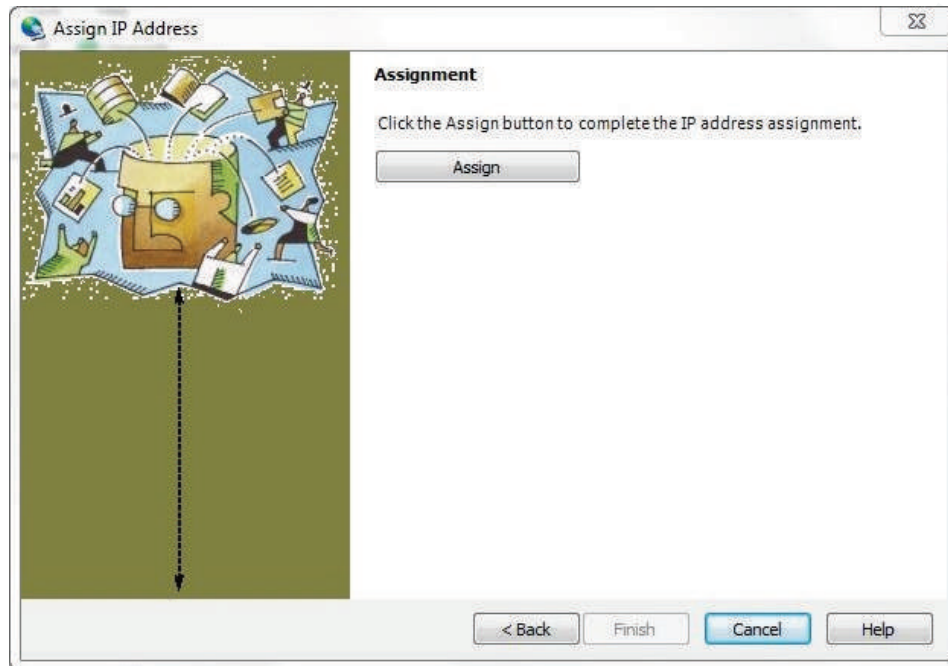 Assign IP Address
Assignment
Click the Assign button to complete the IP address assignment.
Assign
< Back
Finish
Cancel
Help